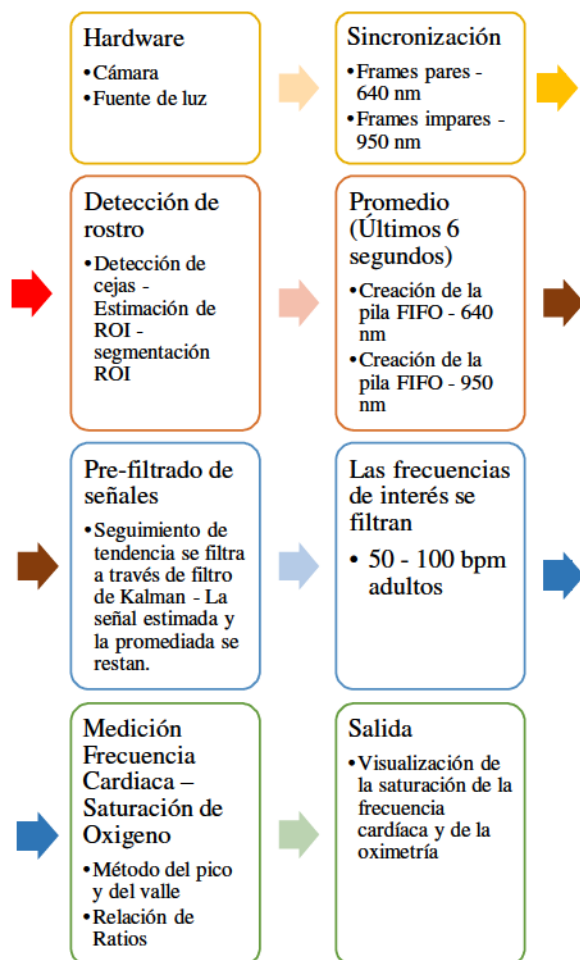 Hardware
•Cámara
•Fuente de luz
Sincronización
•Frames pares -
640 nm
•Frames impares -
950 nm
Detección de
rostro
•Detección de
cejas -
Estimación de
ROI -
segmentación
ROI
Promedio
(Últimos 6
segundos)
•Creación de la
pila FIFO - 640
nm
•Creación de la
pila FIFO - 950
nm
Pre-filtrado de
señales
•Seguimiento de
tendencia se filtra
a través de filtro
de Kalman - La
señal estimada y
la promediada se
restan.
Las frecuencias
de interés se
filtran
• 50 - 100 bpm
adultos
Medición
Frecuencia
Cardiaca –
Saturación de
Oxigeno
•Método del pico
y del valle
•Relación de
Ratios
Salida
•Visualización de
la saturación de la
frecuencia
cardíaca y de la
oximetría